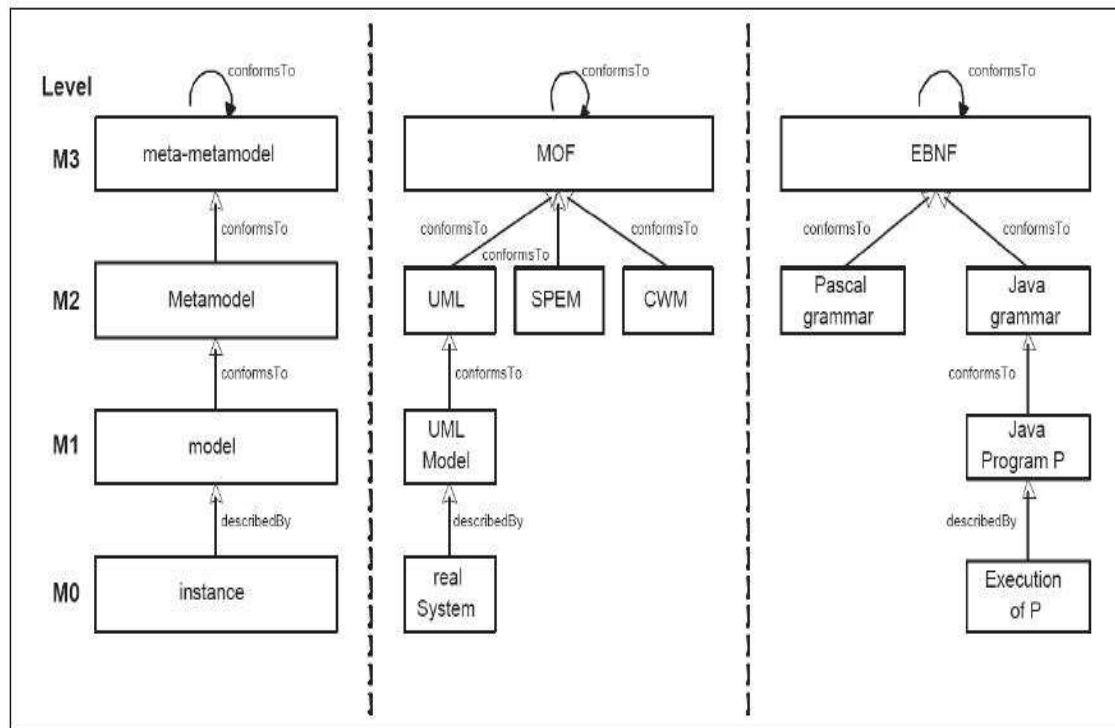 conformsTo
conformsTo
conformsTo
Level
M3
meta-metamodel
MOF
EBNF
conformsTo
conformsTo
conformsTo
conformsTo
conformsTo
conformsTo
M2
Metamodel
UML
SPEM
CWM
Pascal
grammar
Java
grammar
conformsTo
conformsTo
conformsTo
M1
model
UML
Model
Java
Program P
describedBy
describedBy
describedBy
M0
instance
real
System
Execution
of P